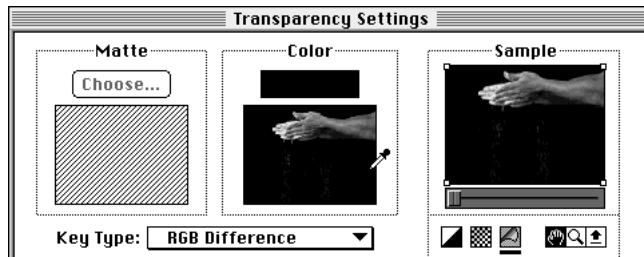 Transparency Settings
Matte
Color
Sample
Choose...
Key Type: RGB Difference